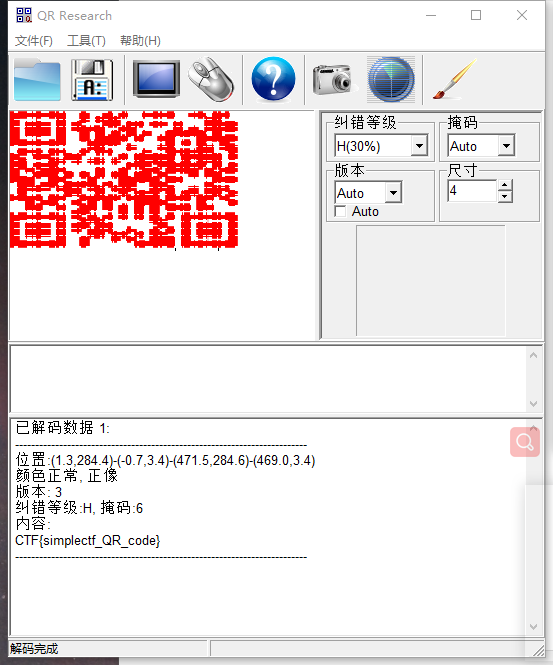 QR Research
文件(F) 工具(T) 帮助(H)
A:
?
纠错等级
掩码
H(30%)
Auto
版本
尺寸
Auto
4
Auto
已解码数据 1:
-------------------------------------------------------------------------
位置:(1.3,284.4)-(-0.7,3.4)-(471.5,284.6)-(469.0,3.4)
颜色正常, 正像
版本: 3
纠错等级:H, 掩码:6
内容:
CTF{simplectf_QR_code}
-------------------------------------------------------------------------
解码完成